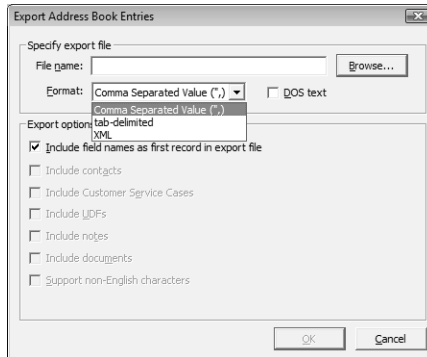 Export Address Book Entries
Specify export file
File name:
Browse...
Format: Comma Separated Value (",) DOS text
Comma Separated Value (",)
tab-delimited
XML
Export option
Include field names as first record in export file
Include contacts
Include Customer Service Cases
Include UDFs
Include notes
Include documents
Support non-English characters
OK Cancel